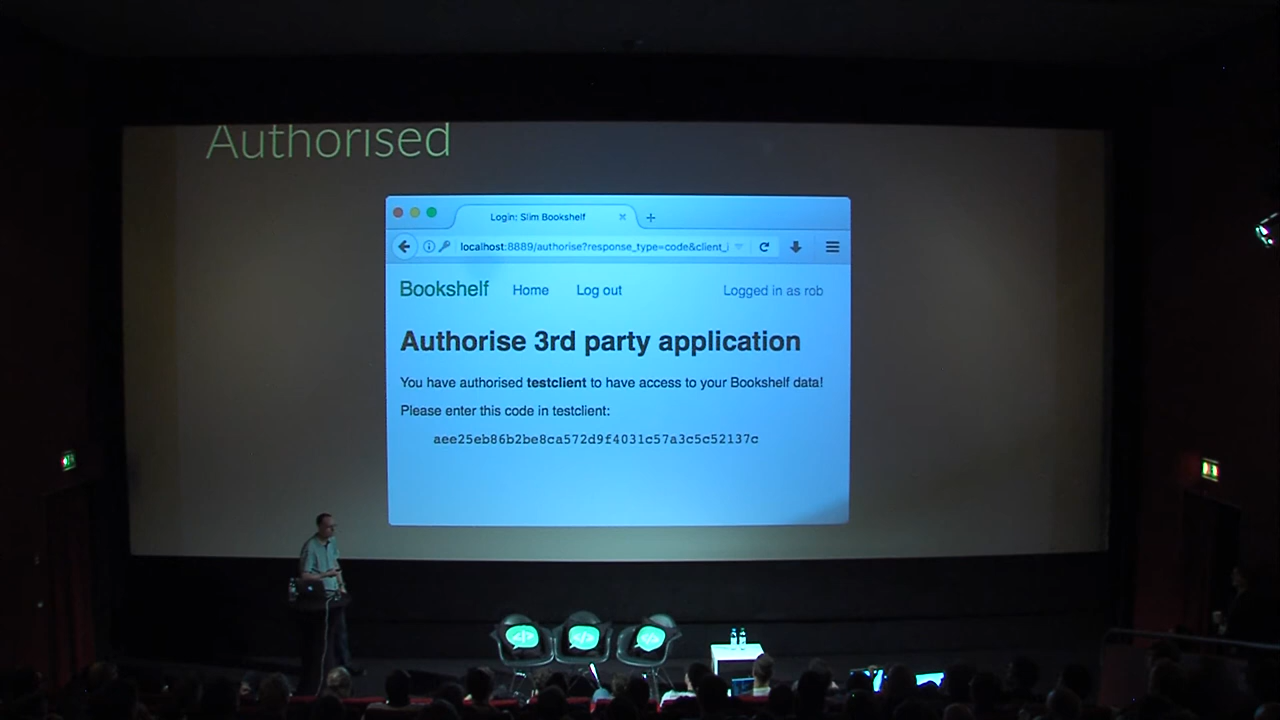 Authorised
Login: Slim Bookshelf
localhost:8889/authorise?response_type=code&client_i
Bookshelf Home Log out Logged in as rob
Authorise 3rd party application
You have authorised testclient to have access to your Bookshelf data!
Please enter this code in testclient:
aee25eb86b2be8ca572d9f4031c57a3c5c52137c